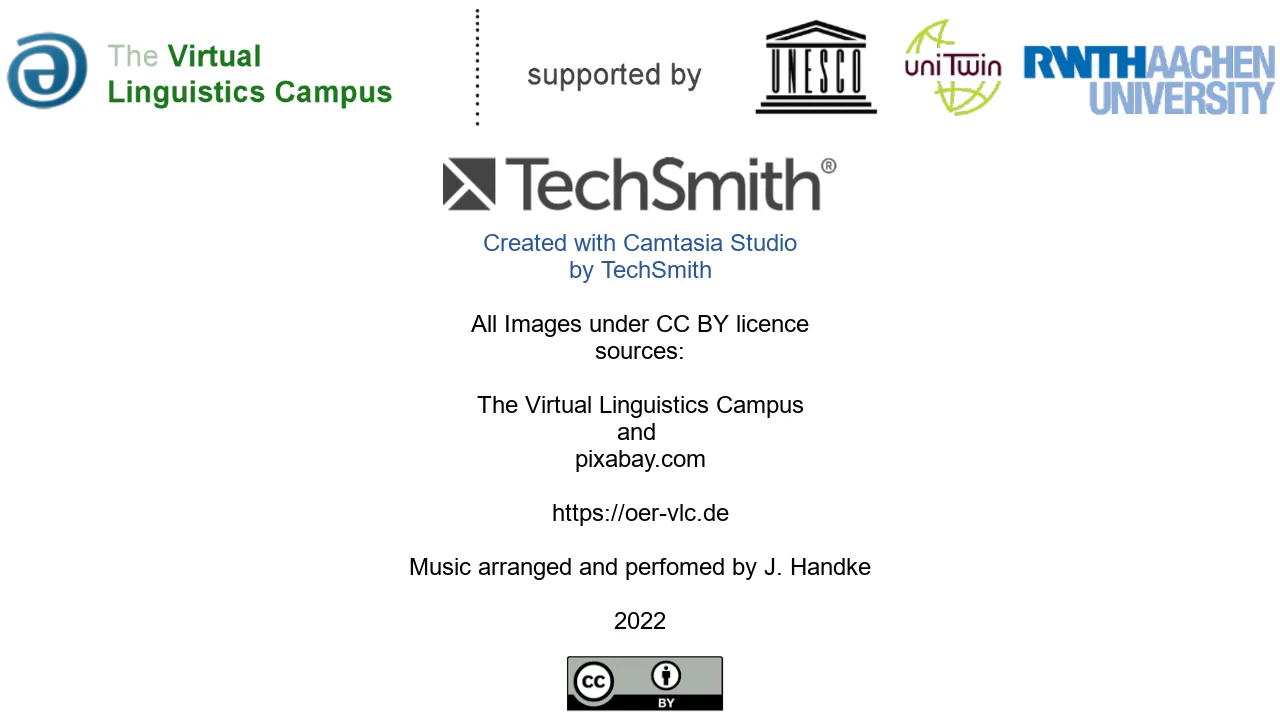 The Virtual
Linguistics Campus
supported by
UNESCO
uniTwin
RWTH AACHEN
UNIVERSITY
TechSmith®
Created with Camtasia Studio
by TechSmith
All Images under CC BY licence
sources:
The Virtual Linguistics Campus
and
pixabay.com
https://oer-vlc.de
Music arranged and perfomed by J. Handke
2022
CC
BY